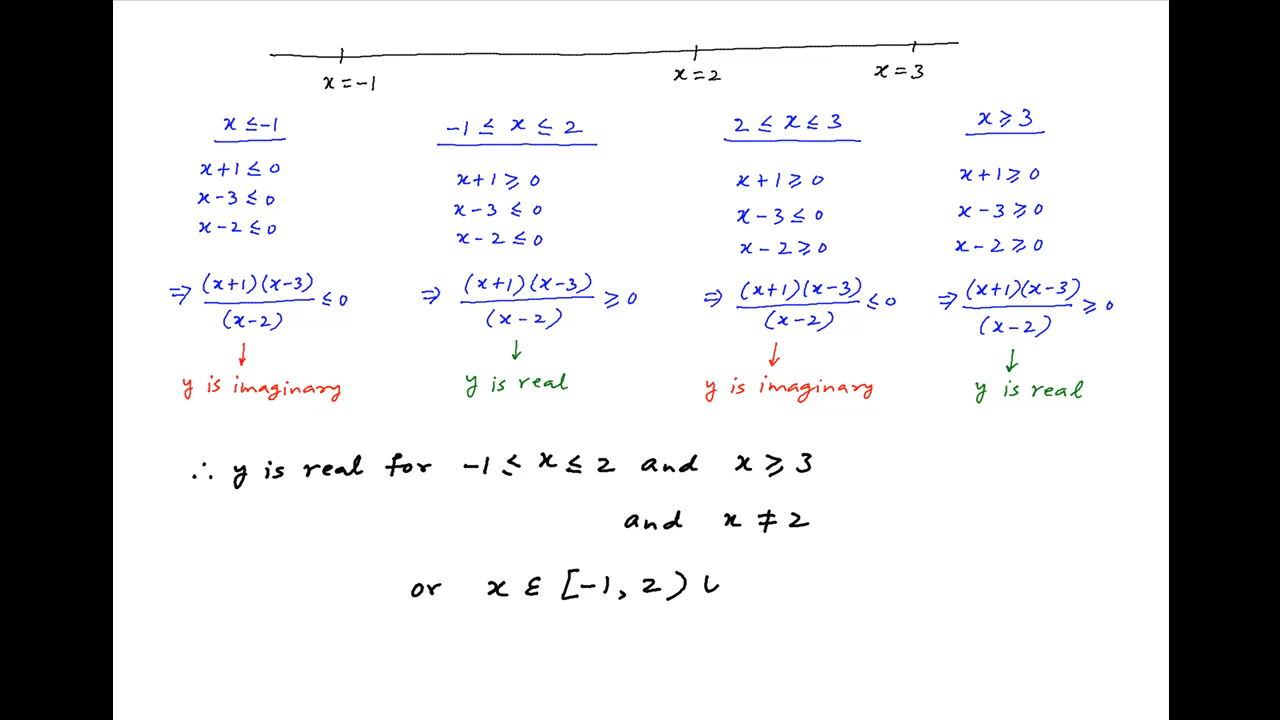 x = -1 x = 2 x = 3
x ≤ -1
x+1 ≤ 0
x-3 ≤ 0
x-2 ≤ 0
⇒ (x+1)(x-3)/(x-2) ≤ 0
↓
y is imaginary
-1 ≤ x ≤ 2
x+1 ≥ 0
x-3 ≤ 0
x-2 ≤ 0
⇒ (x+1)(x-3)/(x-2) ≥ 0
↓
y is real
2 ≤ x ≤ 3
x+1 ≥ 0
x-3 ≤ 0
x-2 ≥ 0
⇒ (x+1)(x-3)/(x-2) ≤ 0
↓
y is imaginary
x ≥ 3
x+1 ≥ 0
x-3 ≥ 0
x-2 ≥ 0
⇒ (x+1)(x-3)/(x-2) ≥ 0
↓
y is real
∴ y is real for -1 ≤ x ≤ 2 and x ≥ 3
and x ≠ 2
or x ε [-1, 2)